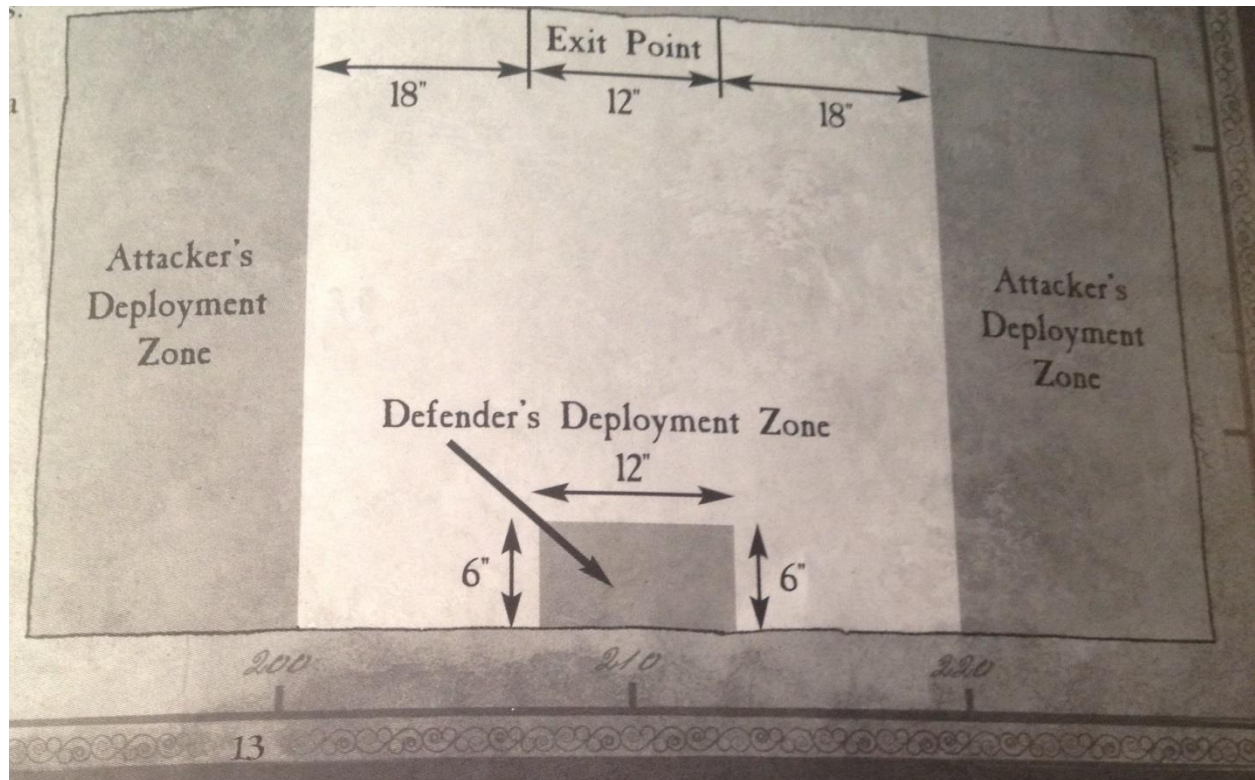 Exit Point
18"
12"
18"
Attacker's
Deployment
Zone
Attacker's
Deployment
Zone
Defender's Deployment Zone
12"
6"
6"
200
210
220
13